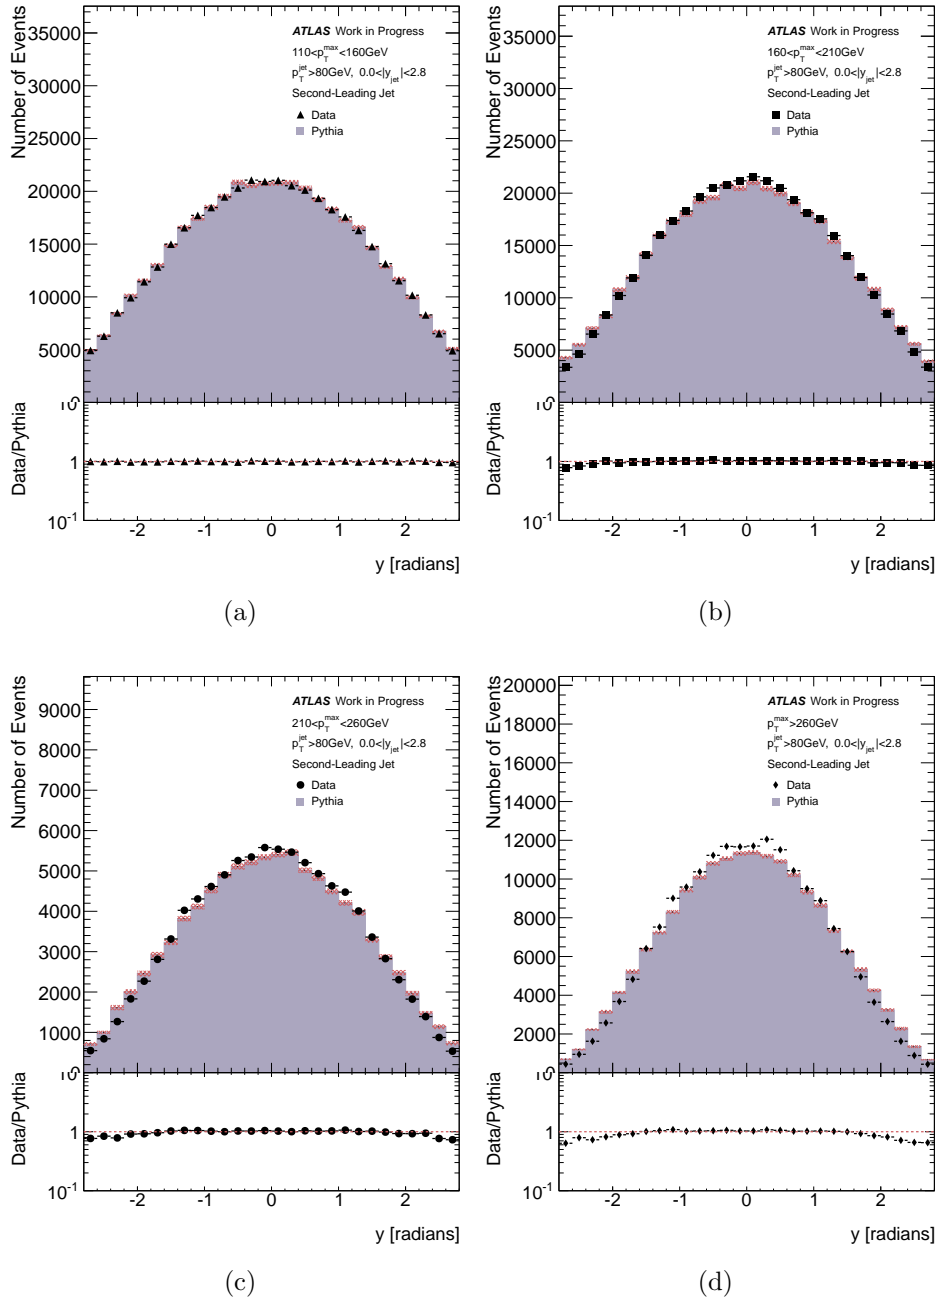 Number of Events
35000
30000
25000
20000
15000
10000
5000
0
ATLAS Work in Progress
110<p_T^max<160GeV
p_T^jet>80GeV, 0.0<|y_jet|<2.8
Second-Leading Jet
Data
Pythia
Data/Pythia
10
1
10^-1
-2 -1 0 1 2
y [radians]
(a)
Number of Events
35000
30000
25000
20000
15000
10000
5000
0
ATLAS Work in Progress
160<p_T^max<210GeV
p_T^jet>80GeV, 0.0<|y_jet|<2.8
Second-Leading Jet
Data
Pythia
Data/Pythia
10
1
10^-1
-2 -1 0 1 2
y [radians]
(b)
Number of Events
9000
8000
7000
6000
5000
4000
3000
2000
1000
0
ATLAS Work in Progress
210<p_T^max<260GeV
p_T^jet>80GeV, 0.0<|y_jet|<2.8
Second-Leading Jet
Data
Pythia
Data/Pythia
10
1
10^-1
-2 -1 0 1 2
y [radians]
(c)
Number of Events
20000
18000
16000
14000
12000
10000
8000
6000
4000
2000
0
ATLAS Work in Progress
p_T^max>260GeV
p_T^jet>80GeV, 0.0<|y_jet|<2.8
Second-Leading Jet
Data
Pythia
Data/Pythia
10
1
10^-1
-2 -1 0 1 2
y [radians]
(d)